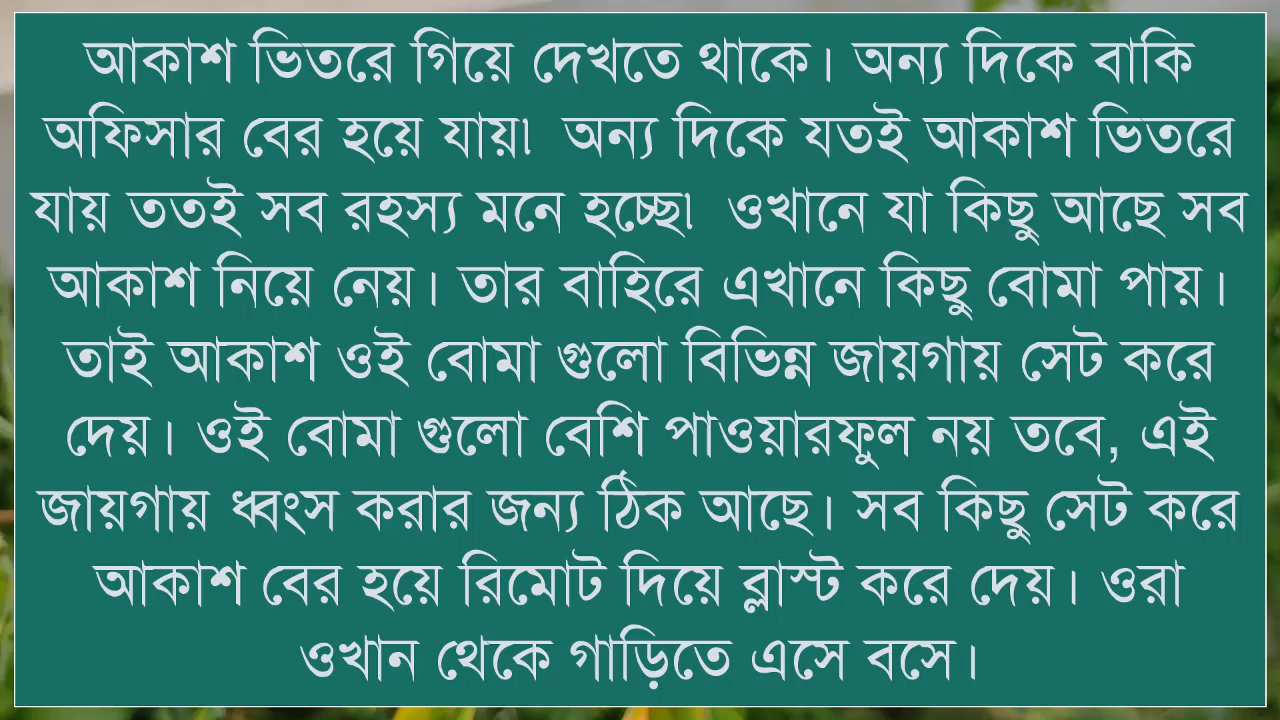 আকাশ ভিতরে গিয়ে দেখতে থাকে। অন্য দিকে বাকি
অফিসার বের হয়ে যায়৷ অন্য দিকে যতই আকাশ ভিতরে
যায় ততই সব রহস্য মনে হচ্ছে৷ ওখানে যা কিছু আছে সব
আকাশ নিয়ে নেয়। তার বাহিরে এখানে কিছু বোমা পায়।
তাই আকাশ ওই বোমা গুলো বিভিন্ন জায়গায় সেট করে
দেয়। ওই বোমা গুলো বেশি পাওয়ারফুল নয় তবে, এই
জায়গায় ধ্বংস করার জন্য ঠিক আছে। সব কিছু সেট করে
আকাশ বের হয়ে রিমোট দিয়ে ব্লাস্ট করে দেয়। ওরা
ওখান থেকে গাড়িতে এসে বসে।